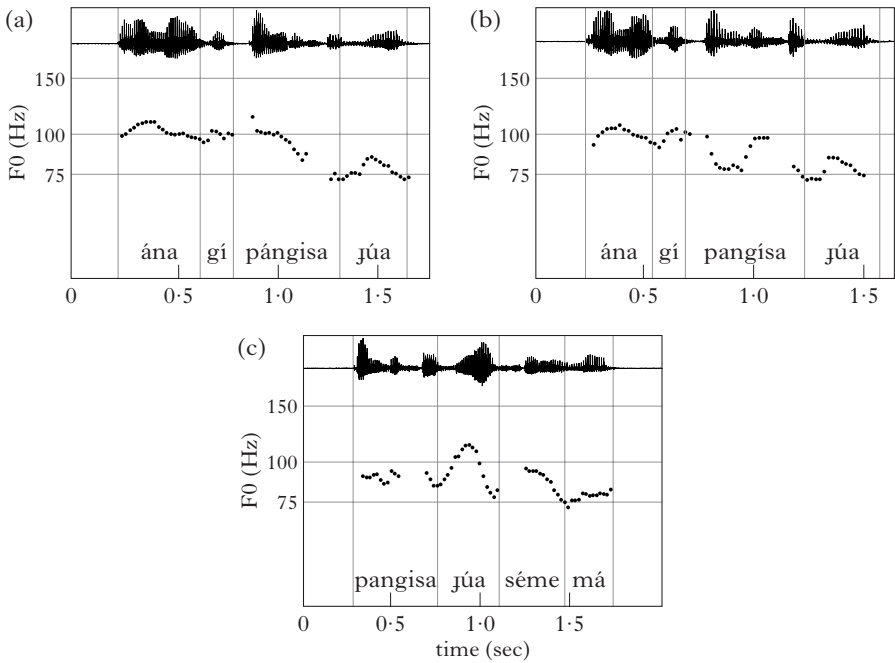 (a)
150
100
75
F0 (Hz)
ána gí pángisa ɟúa
0 0·5 1·0 1·5
(b)
150
100
75
F0 (Hz)
ána gí pangísa ɟúa
0 0·5 1·0 1·5
(c)
150
100
75
F0 (Hz)
pangisa ɟúa séme má
0 0·5 1·0 1·5
time (sec)